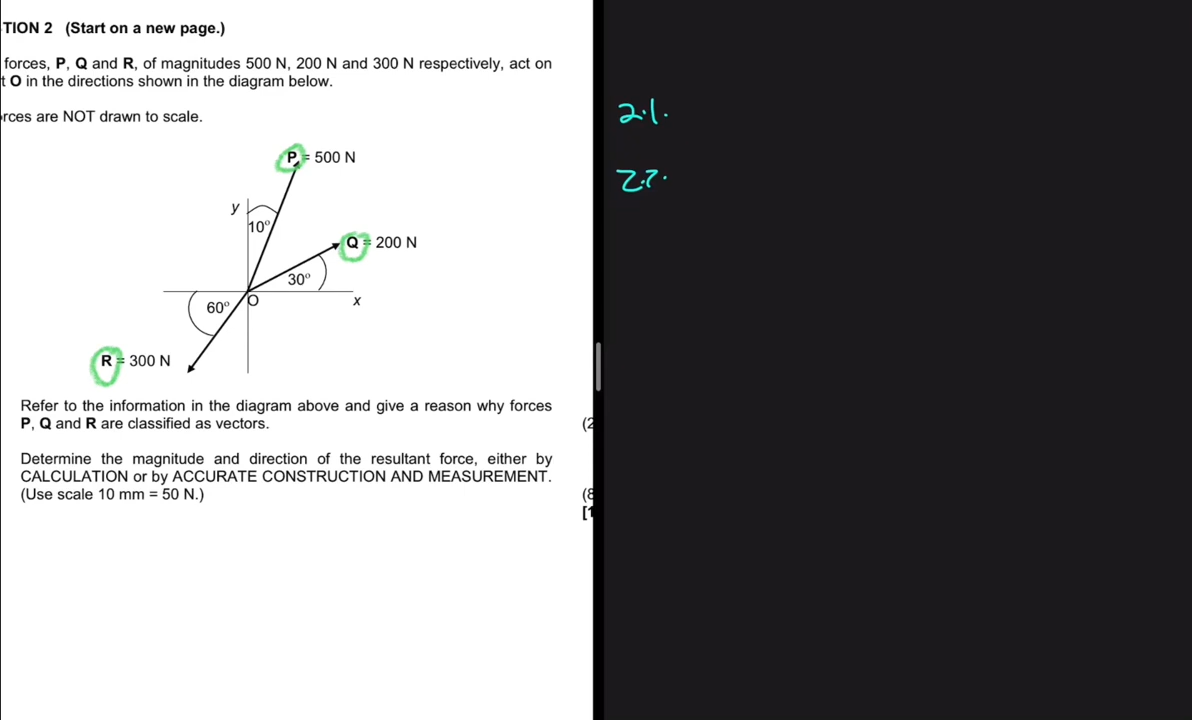 TION 2 (Start on a new page.)
forces, P, Q and R, of magnitudes 500 N, 200 N and 300 N respectively, act on
t O in the directions shown in the diagram below.
rces are NOT drawn to scale.
P = 500 N
y
10°
Q = 200 N
30°
60°
O
x
R = 300 N
Refer to the information in the diagram above and give a reason why forces
P, Q and R are classified as vectors.
(2
Determine the magnitude and direction of the resultant force, either by
CALCULATION or by ACCURATE CONSTRUCTION AND MEASUREMENT.
(Use scale 10 mm = 50 N.)
(8
[1
2.1.
2.2.